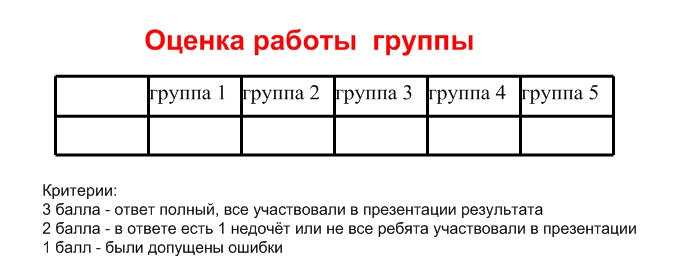 Оценка работы группы
группа 1 группа 2 группа 3 группа 4 группа 5
Критерии:
3 балла - ответ полный, все участвовали в презентации результата
2 балла - в ответе есть 1 недочёт или не все ребята участвовали в презентации
1 балл - были допущены ошибки